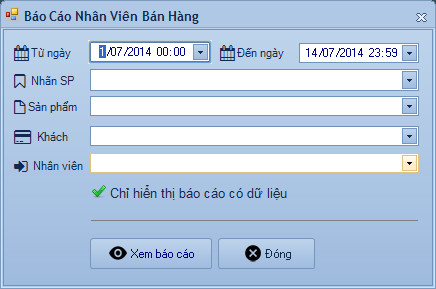 Báo Cáo Nhân Viên Bán Hàng
Từ ngày 1/07/2014 00:00 Đến ngày 14/07/2014 23:59
Nhãn SP
Sản phẩm
Khách
Nhân viên
Chỉ hiển thị báo cáo có dữ liệu
Xem báo cáo Đóng